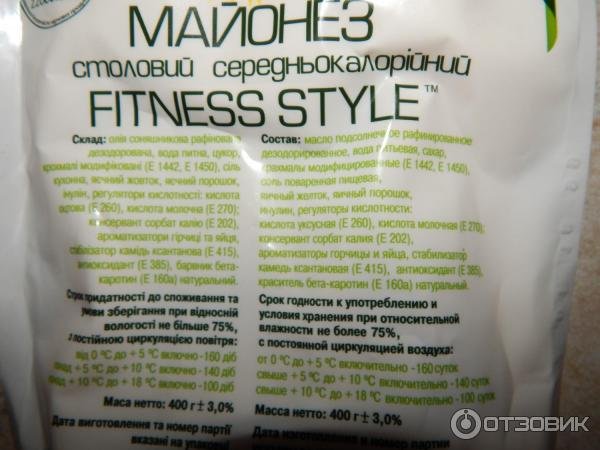 МАЙОНЕЗ
столовий середньокалорійний
FITNESS STYLE™
Склад: олія соняшникова рафінована
дезодорована, вода питна, цукор,
крохмалі модифіковані (Е 1442, Е 1450), сіль
кухонна, яєчний жовток, яєчний порошок,
інулін, регулятори кислотності: кислота
оцтова (Е 260), кислота молочна (Е 270);
консервант сорбат калію (Е 202),
ароматизатори гірчиці та яйця,
стабілізатор камідь ксантанова (Е 415),
антиоксидант (Е 385), барвник бета-
каротин (Е 160а) натуральний.
Строк придатності до споживання та
умови зберігання при відносній
вологості не більше 75%,
з постійною циркуляцією повітря:
від 0 °С до + 5 °С включно -160 діб
понад +5 °С до + 10 °С включно -140 діб
понад + 10 °С до + 18 °С включно -100 діб
Маса нетто: 400 г± 3,0%
Дата виготовлення та номер партії
вказані на упаковці
Состав: масло подсолнечное рафинированное
дезодорированное, вода питьевая, сахар,
крахмалы модифицированные (Е 1442, Е 1450),
соль поваренная пищевая,
яичный желток, яичный порошок,
инулин, регуляторы кислотности:
кислота уксусная (Е 260), кислота молочная (Е 270);
консервант сорбат калия (Е 202),
ароматизаторы горчицы и яйца, стабилизатор
камедь ксантановая (Е 415), антиоксидант (Е 385),
краситель бета-каротин (Е 160а) натуральный.
Срок годности к употреблению и
условия хранения при относительной
влажности не более 75%,
с постоянной циркуляцией воздуха:
от 0 °С до + 5 °С включительно -160 суток
свыше +5 °С до + 10 °С включительно -140 суток
свыше + 10 °С до + 18 °С включительно -100 суток
Масса нетто: 400 г± 3,0%
Дата изготовления и номер партии
ОТЗОВИК